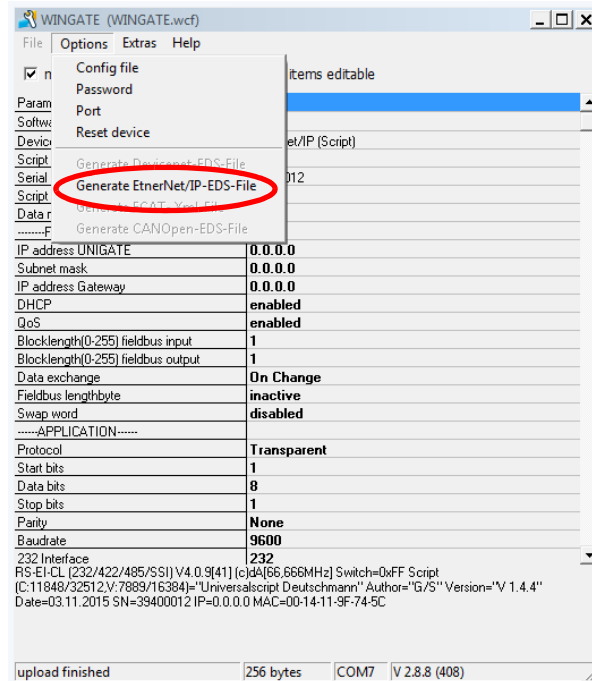 WINGATE (WINGATE.wcf)
File Options Extras Help
Config file
items editable
Password
Param
Port
Softwa
Reset device
Device et/IP (Script)
Script Generate Devicenet-EDS-File
Serial 012
Generate EtnerNet/IP-EDS-File
Script
Generate ECAT- Xml-File
Data r
Generate CANOpen-EDS-File
--------F
IP address UNIGATE 0.0.0.0
Subnet mask 0.0.0.0
IP address Gateway 0.0.0.0
DHCP enabled
QoS enabled
Blocklength(0-255) fieldbus input 1
Blocklength(0-255) fieldbus output 1
Data exchange On Change
Fieldbus lengthbyte inactive
Swap word disabled
------APPLICATION------
Protocol Transparent
Start bits 1
Data bits 8
Stop bits 1
Parity None
Baudrate 9600
232 Interface 232
RS-EI-CL (232/422/485/SSI) V4.0.9[41] (c)dA[66,666MHz] Switch=0xFF Script
(C:11848/32512,V:7889/16384)="Universalscript Deutschmann" Author="G/S" Version="V 1.4.4"
Date=03.11.2015 SN=39400012 IP=0.0.0.0 MAC=00-14-11-9F-74-5C
upload finished 256 bytes COM7 V 2.8.8 (408)